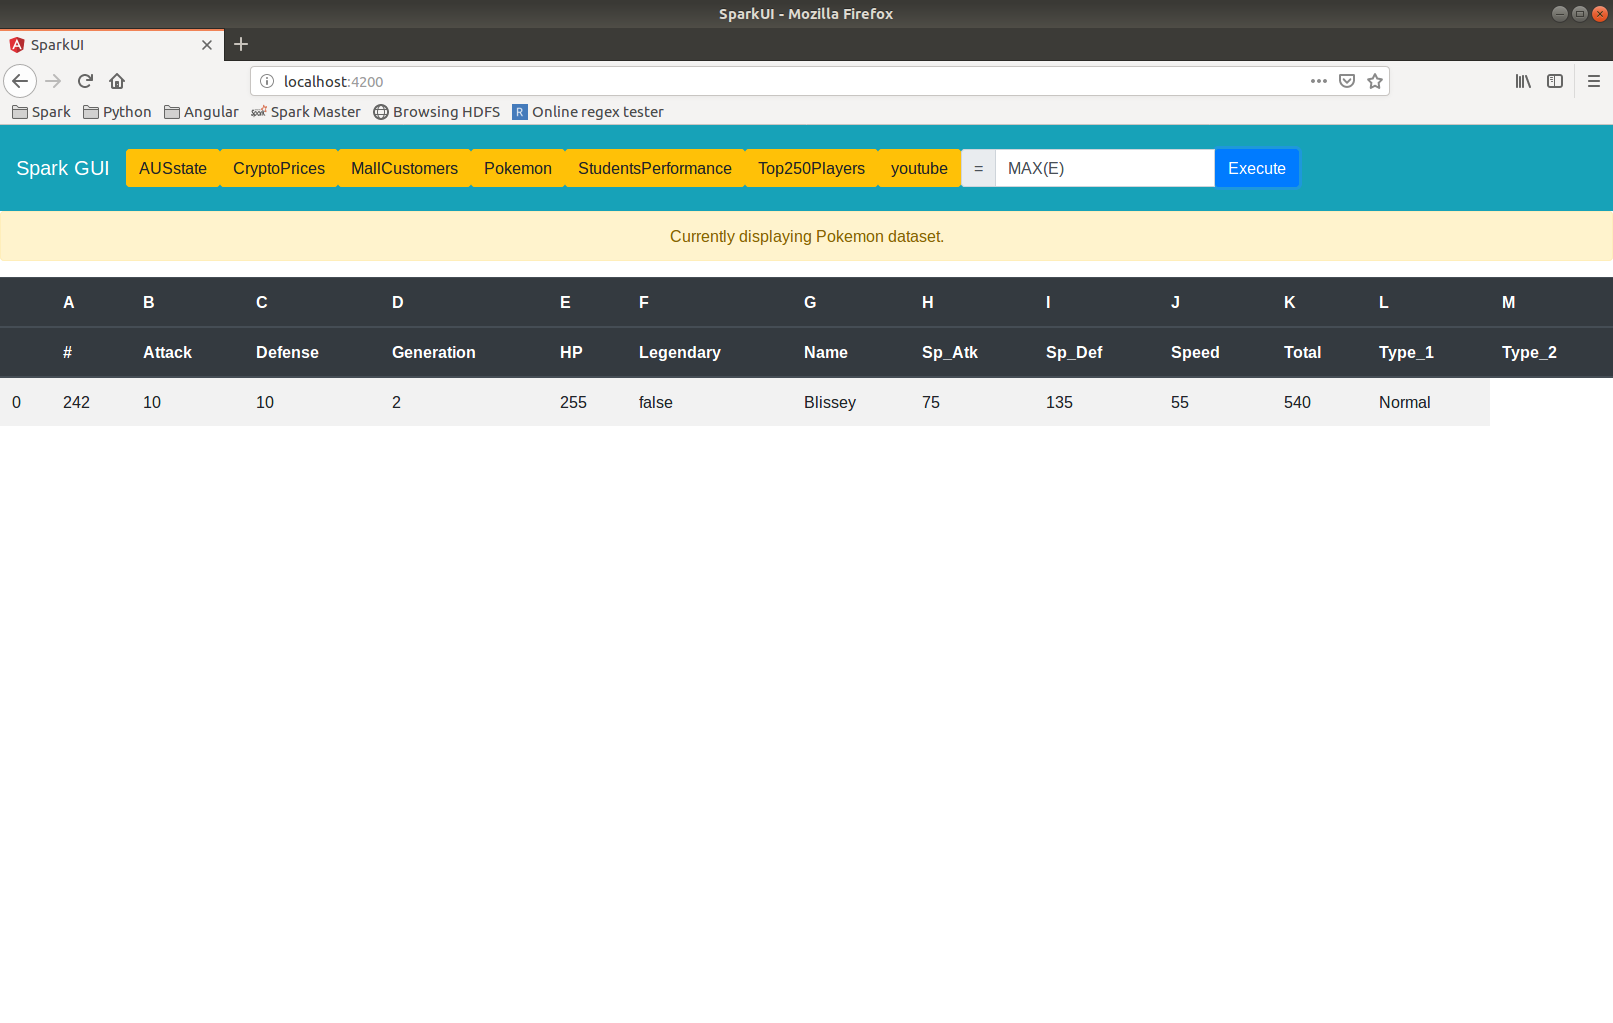 SparkUI - Mozilla Firefox
SparkUI
localhost:4200
Spark Python Angular Spark Master Browsing HDFS R Online regex tester
Spark GUI AUSstate CryptoPrices MallCustomers Pokemon StudentsPerformance Top250Players youtube = MAX(E) Execute
Currently displaying Pokemon dataset.
A B C D E F G H I J K L M
# Attack Defense Generation HP Legendary Name Sp_Atk Sp_Def Speed Total Type_1 Type_2
0 242 10 10 2 255 false Blissey 75 135 55 540 Normal